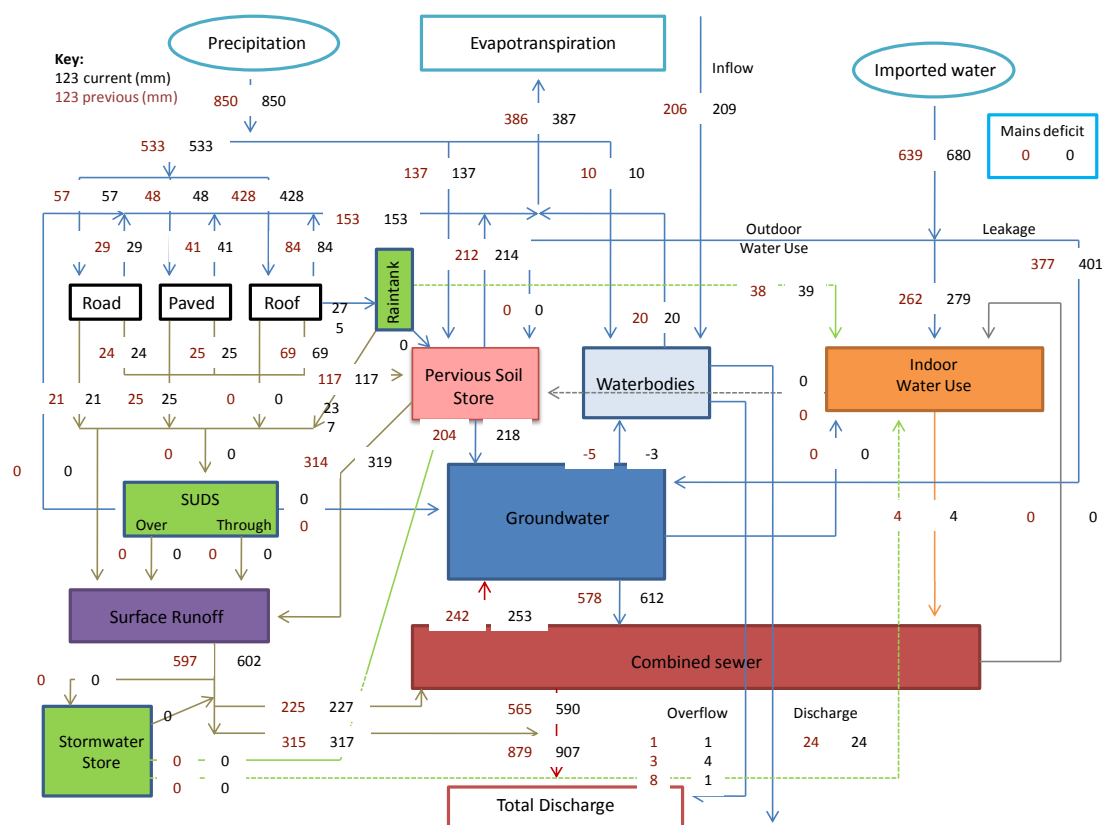 Precipitation
Evapotranspiration
Key:
123 current (mm)
123 previous (mm)
Inflow
Imported water
850 850
386 387
206 209
Mains deficit
0 0
533 533
639 680
137 137
10 10
57 57 48 48 428 428
153 153
Outdoor
Water Use
Leakage
29 29 41 41 84 84
212 214
377 401
Road
Paved
Roof
Raintank
27
5
0 0
38 39
262 279
20 20
0
24 24 25 25 69 69
Pervious Soil
Store
Waterbodies
Indoor
Water Use
117 117
0
0
21 21 25 25 0 0
23
7
204 218
0 0
0 0
314 319
-5 -3
0 0
SUDS
Over Through
0
0
Groundwater
4 4
0 0
0 0 0 0
Surface Runoff
242 253
578 612
Combined sewer
597 602
0 0
225 227
565 590
Overflow
Discharge
0
Stormwater
Store
315 317
1 1
24 24
879 907
3 4
0 0
8 1
0 0
Total Discharge